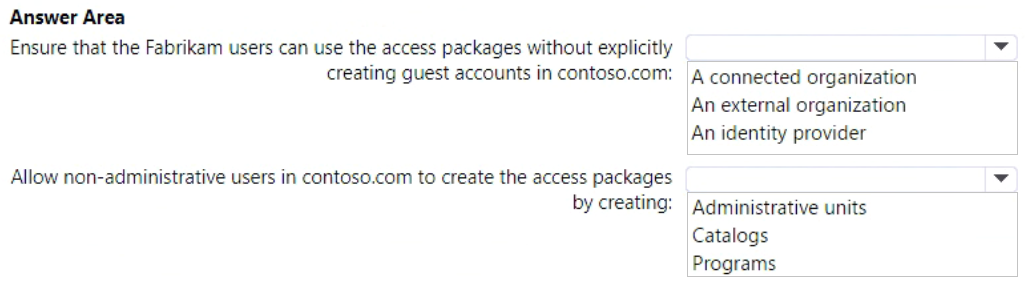 Answer Area
Ensure that the Fabrikam users can use the access packages without explicitly
creating guest accounts in contoso.com:
A connected organization
An external organization
An identity provider
Allow non-administrative users in contoso.com to create the access packages
by creating:
Administrative units
Catalogs
Programs